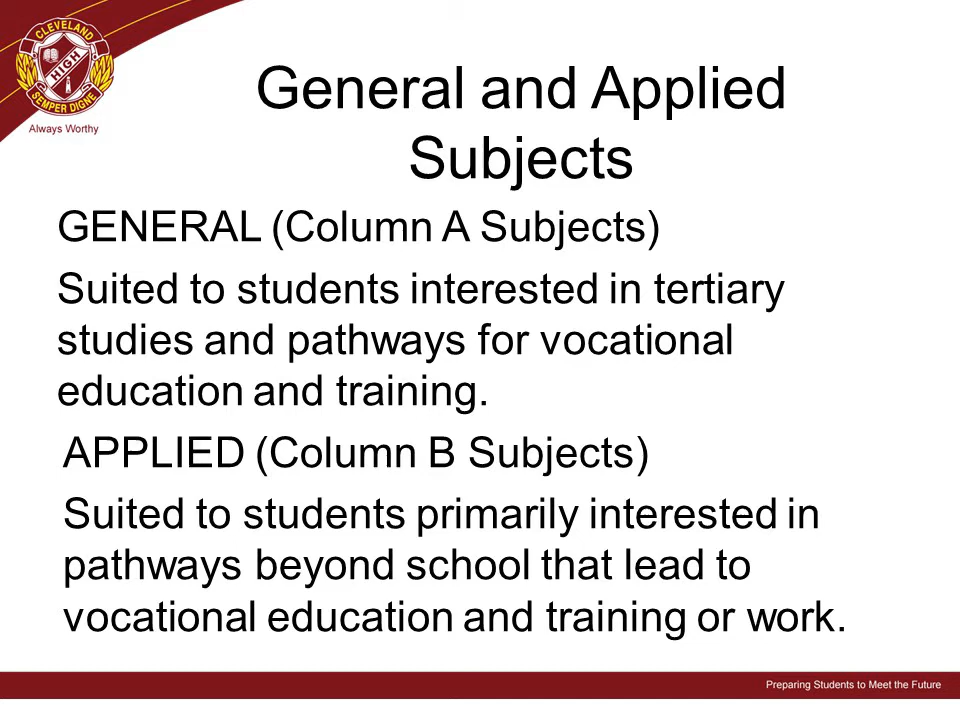 CLEVELAND
HIGH
SEMPER DIGNE
Always Worthy
General and Applied
Subjects
GENERAL (Column A Subjects)
Suited to students interested in tertiary
studies and pathways for vocational
education and training.
APPLIED (Column B Subjects)
Suited to students primarily interested in
pathways beyond school that lead to
vocational education and training or work.
Preparing Students to Meet the Future